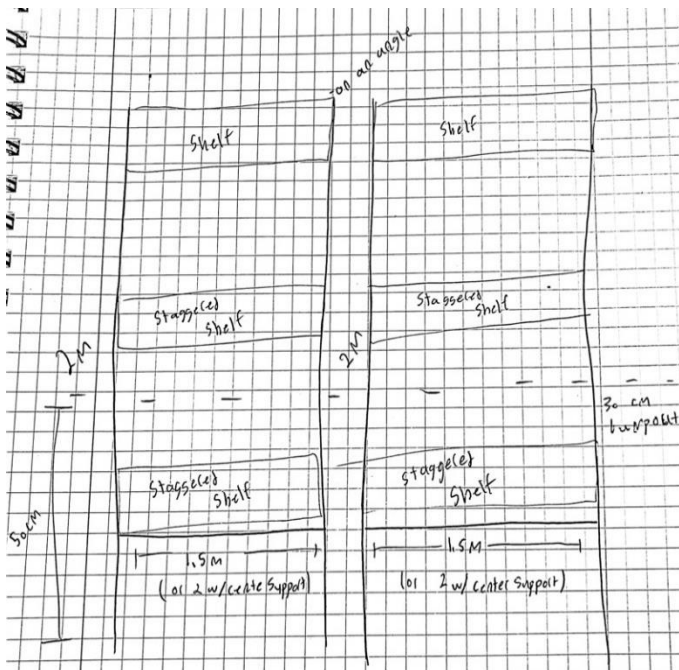 on an angle
Shelf
Shelf
Staggered
Shelf
Staggered
Shelf
2M
2M
30 cm
bumpout
Staggered
Shelf
Staggered
Shelf
50cm
1.5M
1.5M
(or 2 w/ center support)
(or 2 w/ center support)